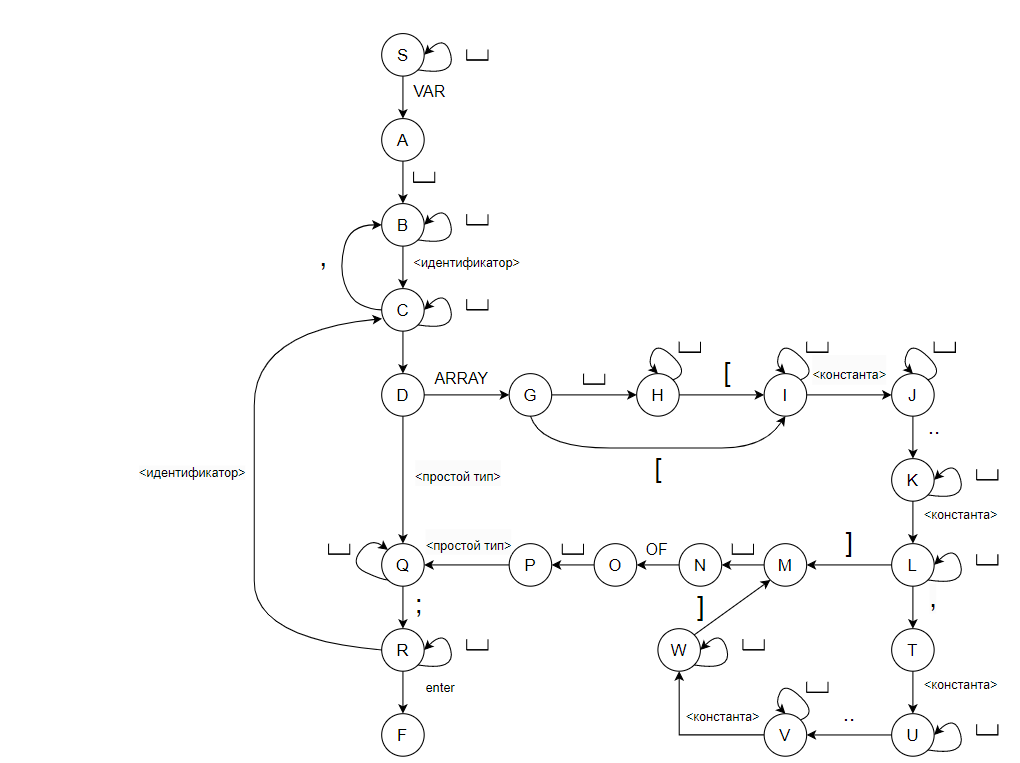 S
VAR
A
B
<идентификатор>
,
C
D
ARRAY
G
H
[
I
<константа>
J
..
[
<идентификатор>
<простой тип>
K
<константа>
Q
<простой тип>
P
O
OF
N
M
]
L
;
,
]
R
W
T
enter
<константа>
F
<константа>
V
..
U